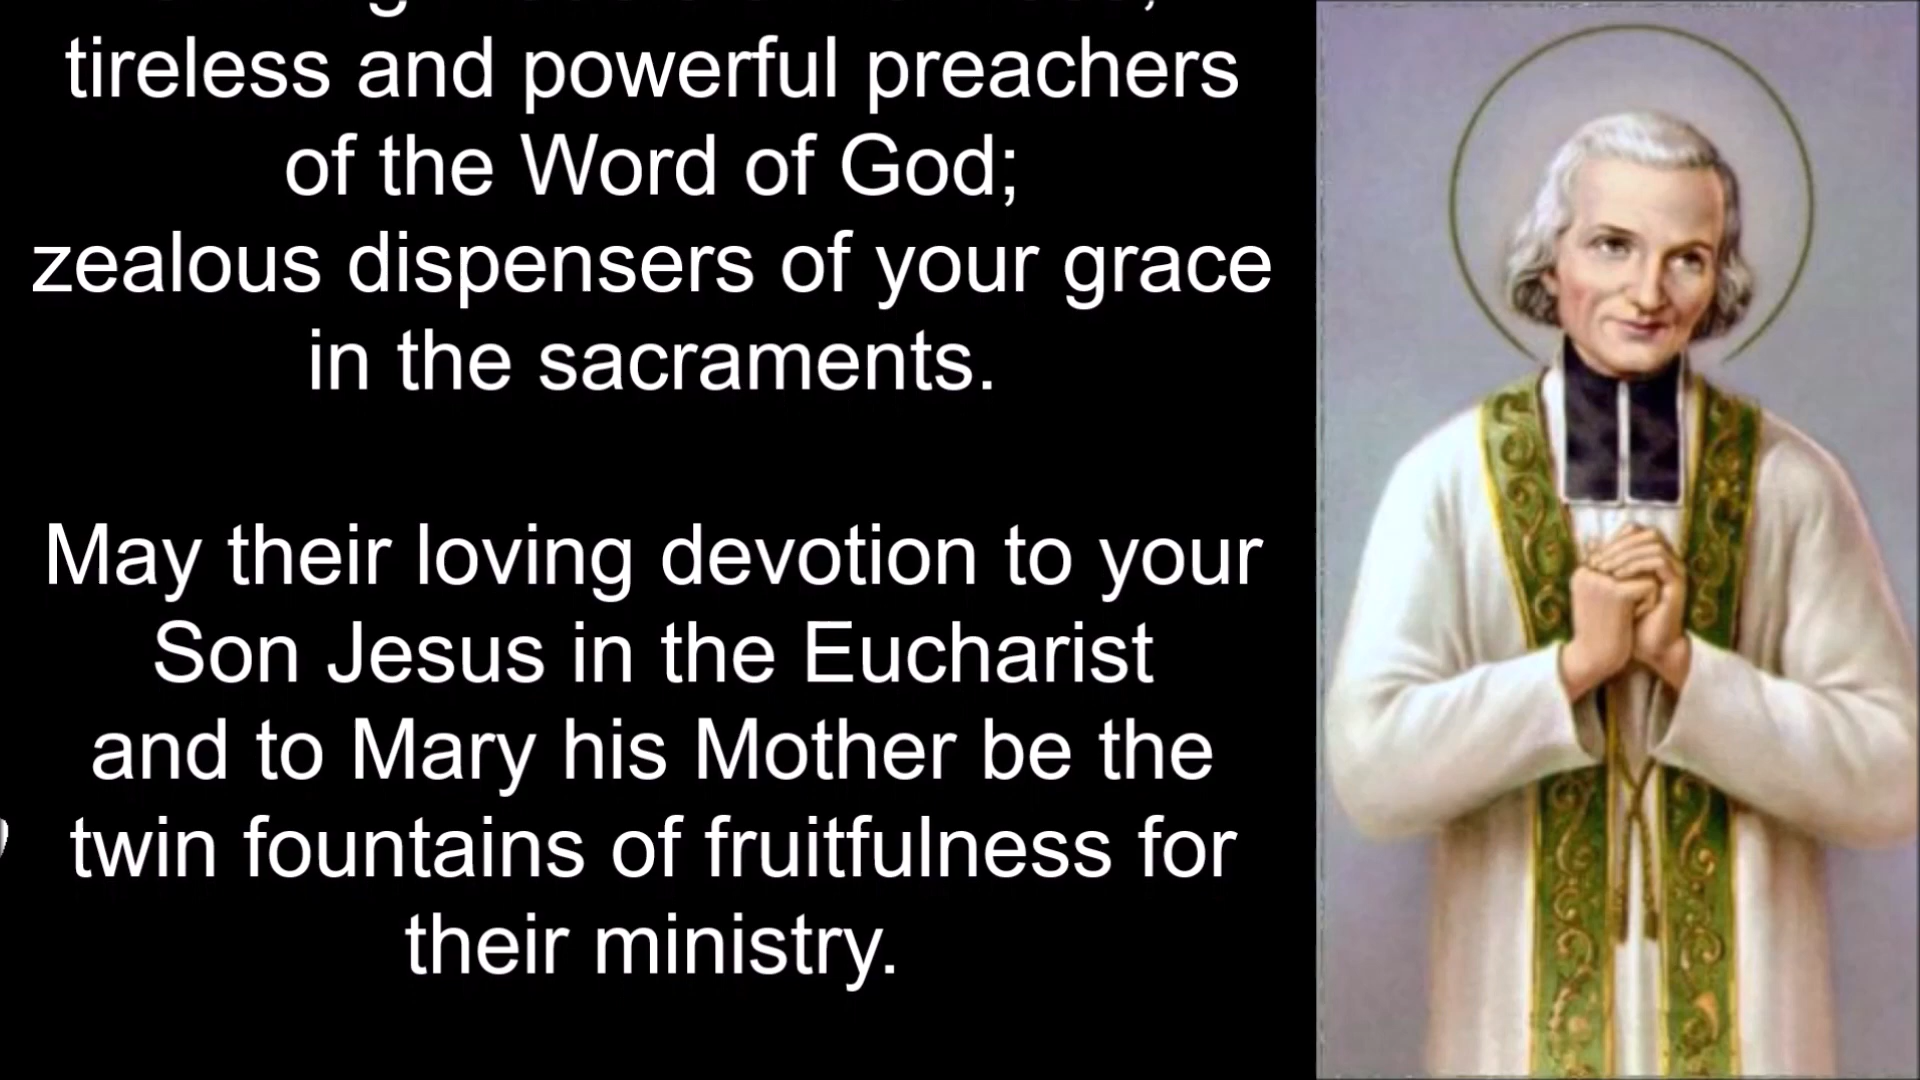 tireless and powerful preachers
of the Word of God;
zealous dispensers of your grace
in the sacraments.
May their loving devotion to your
Son Jesus in the Eucharist
and to Mary his Mother be the
twin fountains of fruitfulness for
their ministry.